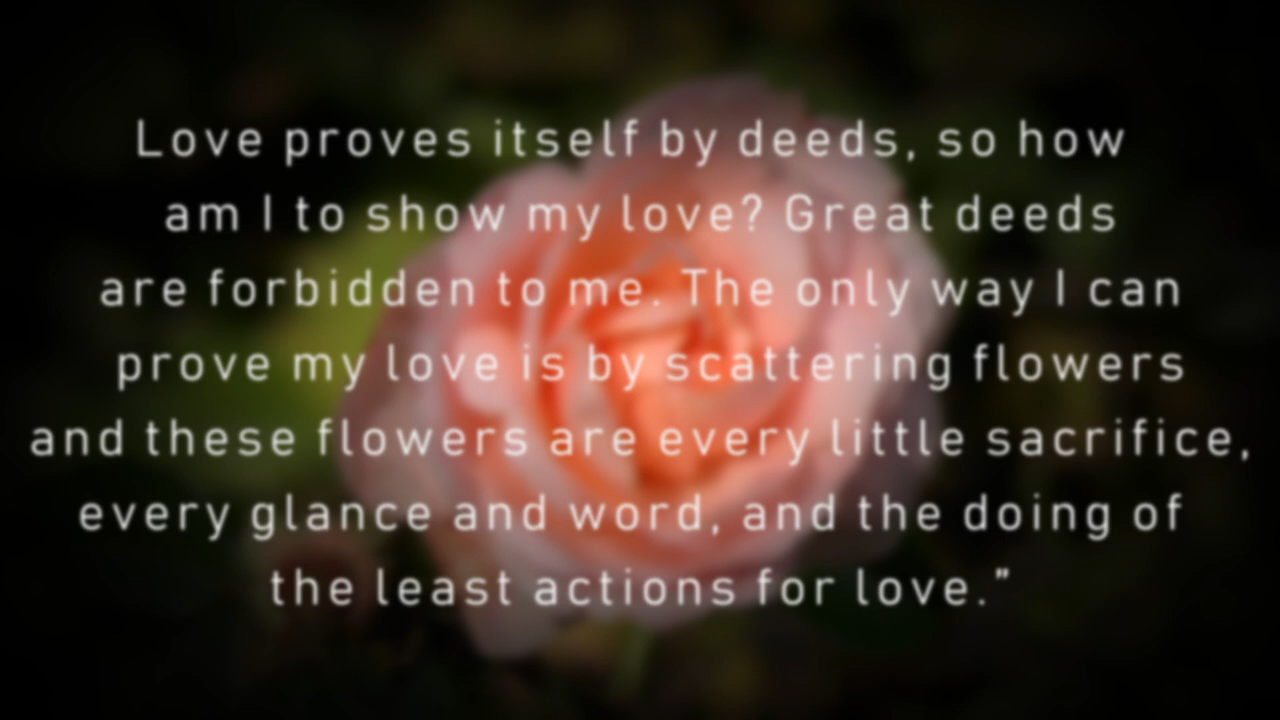 Love proves itself by deeds, so how
am I to show my love? Great deeds
are forbidden to me. The only way I can
prove my love is by scattering flowers
and these flowers are every little sacrifice,
every glance and word, and the doing of
the least actions for love.”